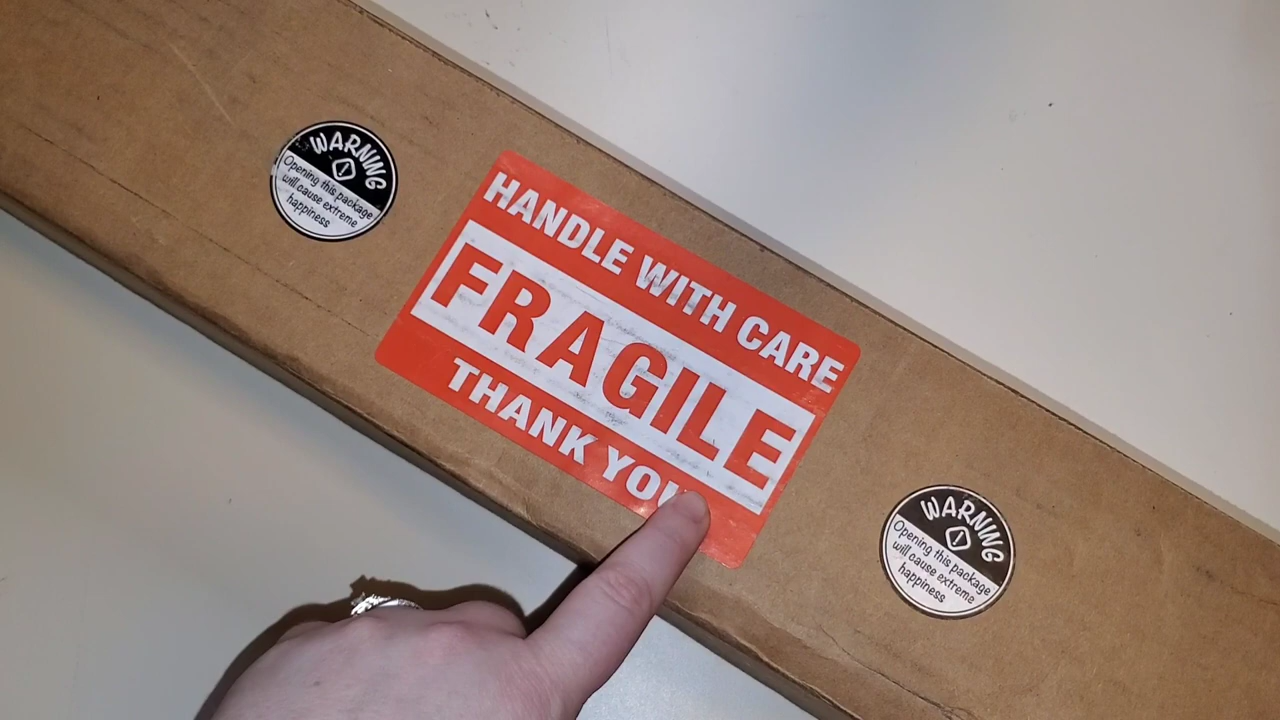 WARNING
Opening this package
will cause extreme
happiness
HANDLE WITH CARE
FRAGILE
THANK YOU
WARNING
Opening this package
will cause extreme
happiness